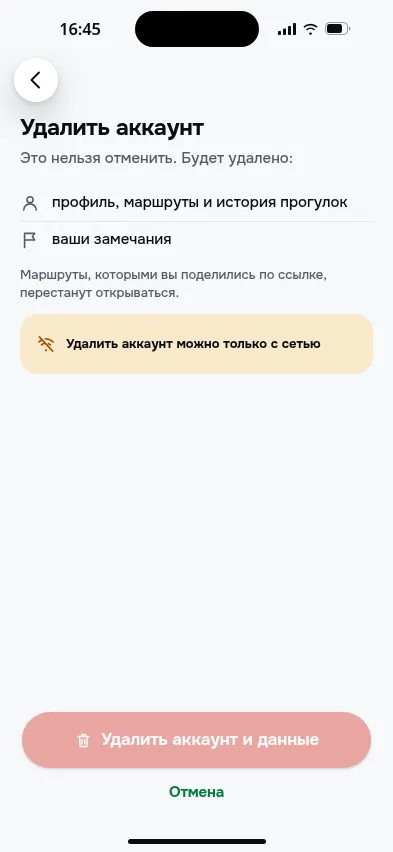 16:45
Удалить аккаунт
Это нельзя отменить. Будет удалено:
профиль, маршруты и история прогулок
ваши замечания
Маршруты, которыми вы поделились по ссылке,
перестанут открываться.
Удалить аккаунт можно только с сетью
Удалить аккаунт и данные
Отмена